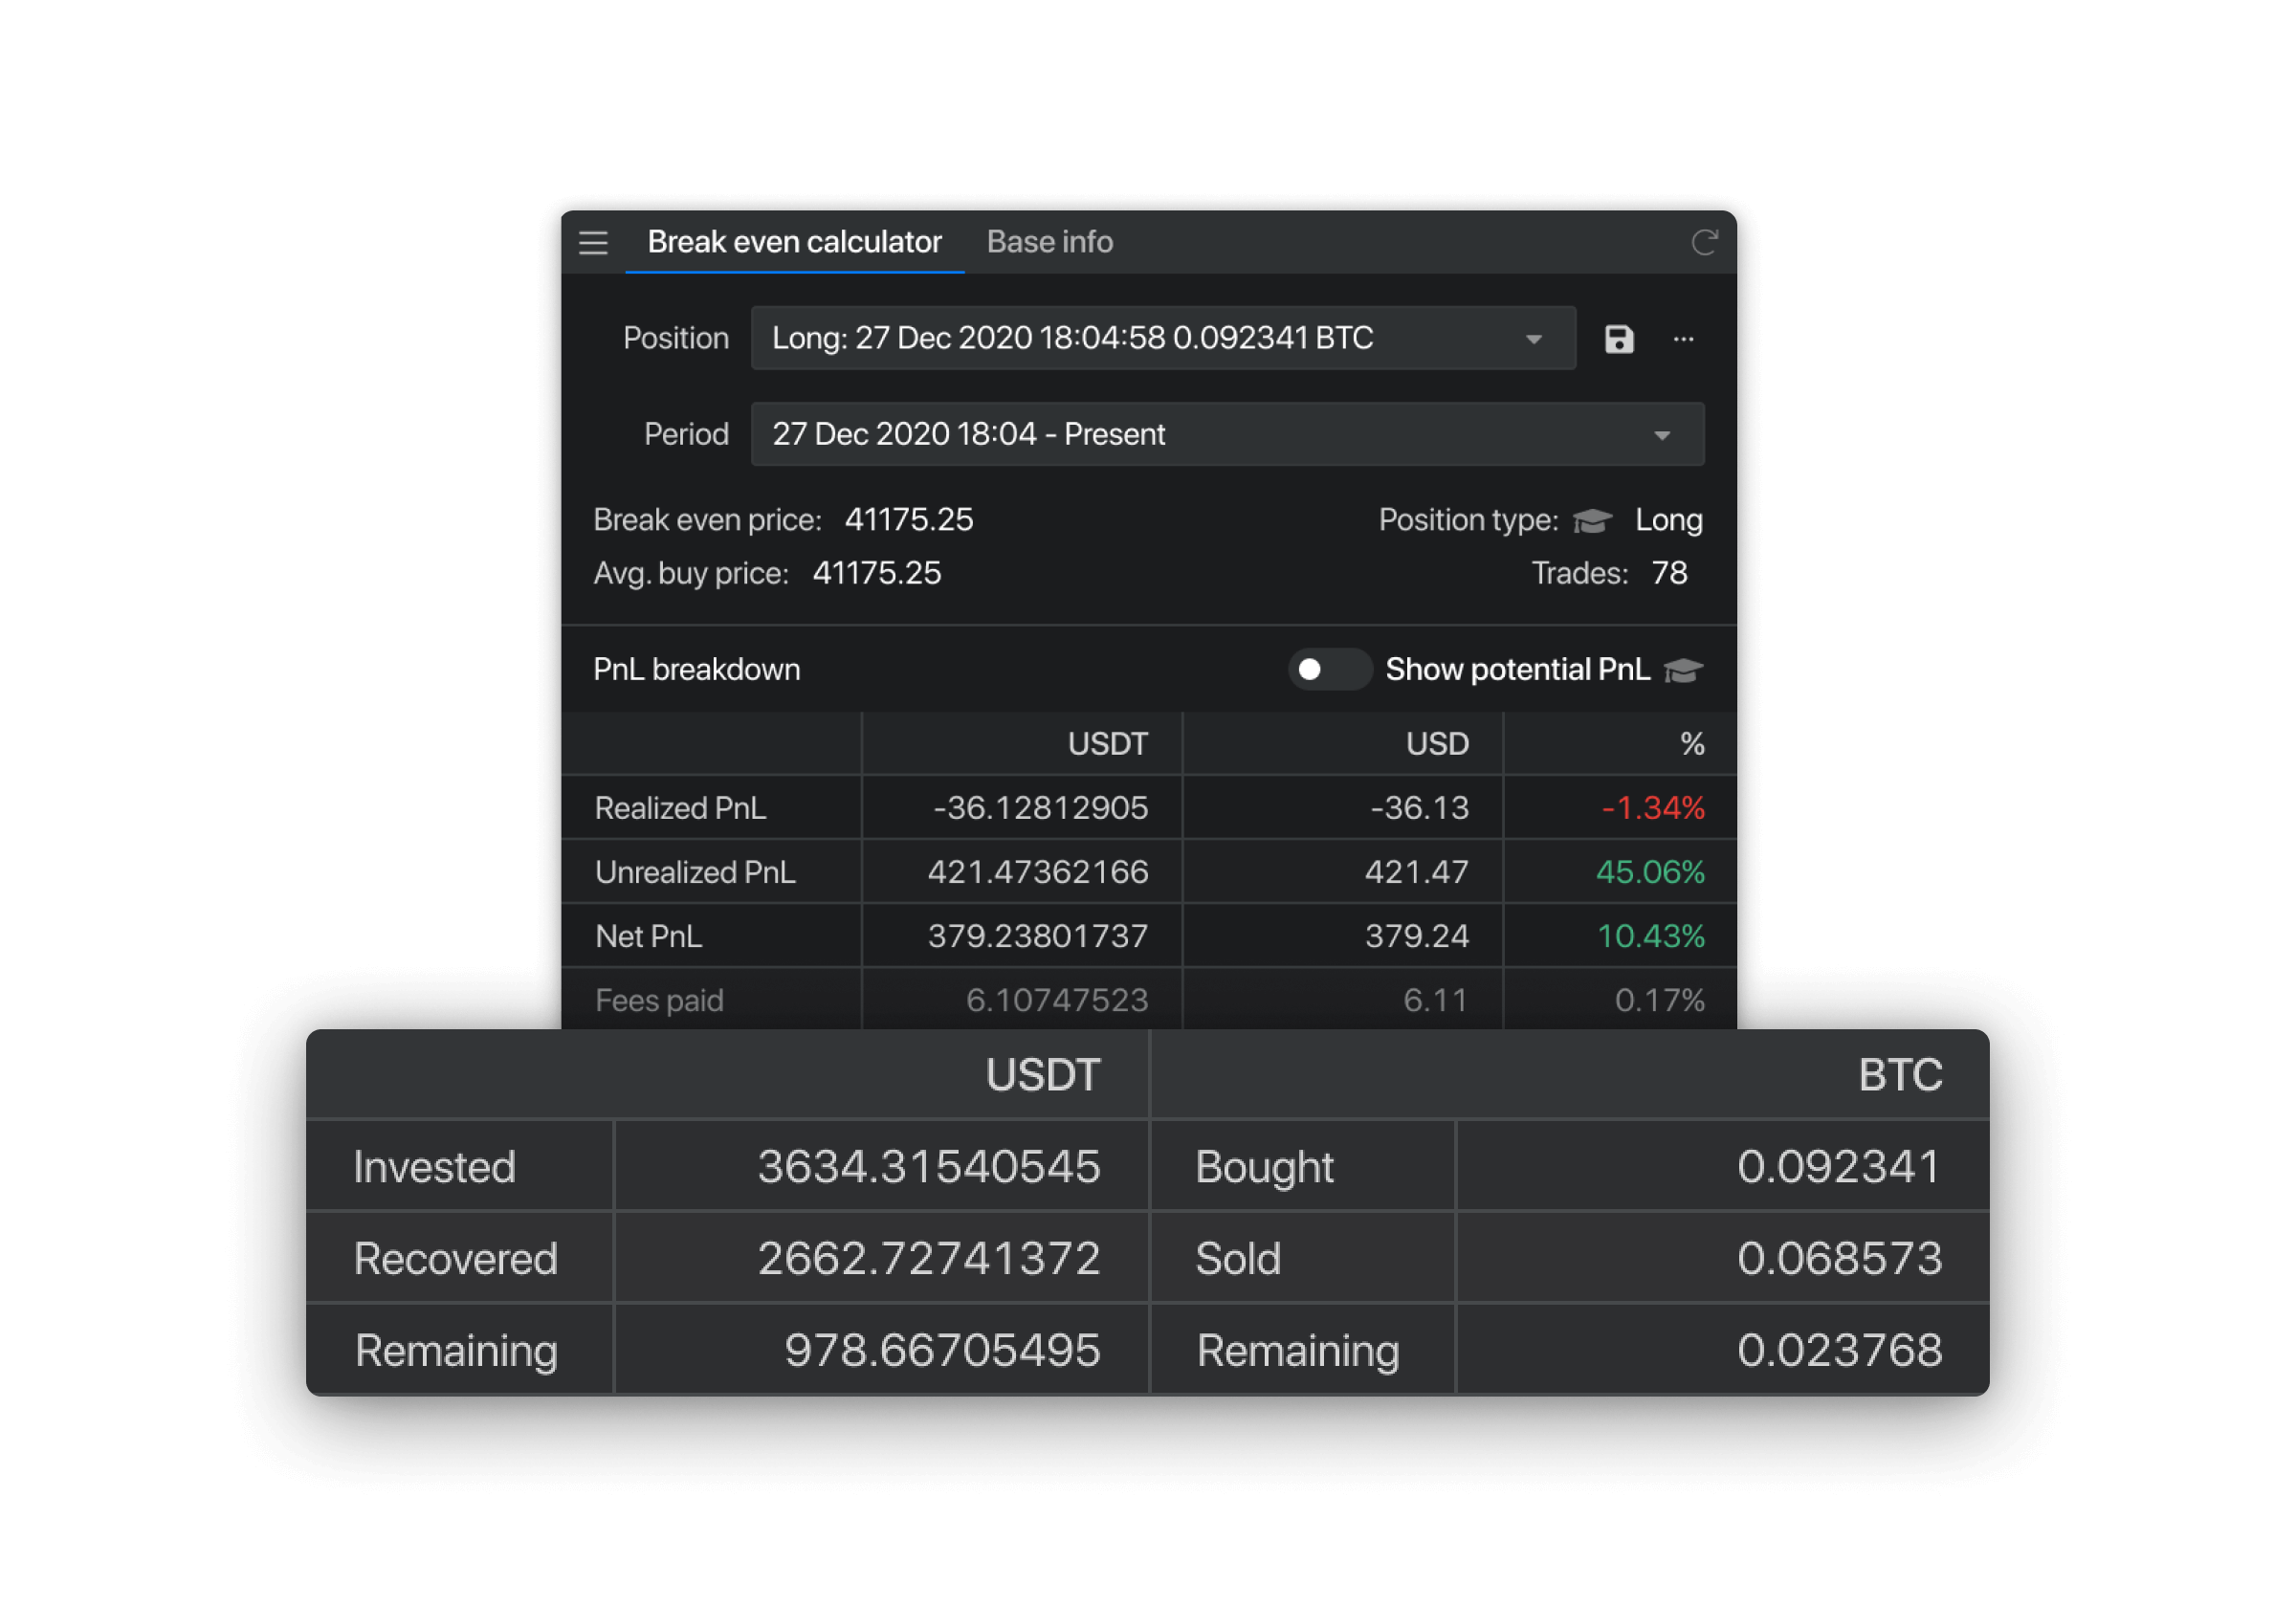 Break even calculator Base info
Position Long: 27 Dec 2020 18:04:58 0.092341 BTC
Period 27 Dec 2020 18:04 - Present
Break even price: 41175.25 Position type: Long
Avg. buy price: 41175.25 Trades: 78
PnL breakdown Show potential PnL
USDT USD %
Realized PnL -36.12812905 -36.13 -1.34%
Unrealized PnL 421.47362166 421.47 45.06%
Net PnL 379.23801737 379.24 10.43%
Fees paid 6.10747523 6.11 0.17%
USDT BTC
Invested 3634.31540545 Bought 0.092341
Recovered 2662.72741372 Sold 0.068573
Remaining 978.66705495 Remaining 0.023768